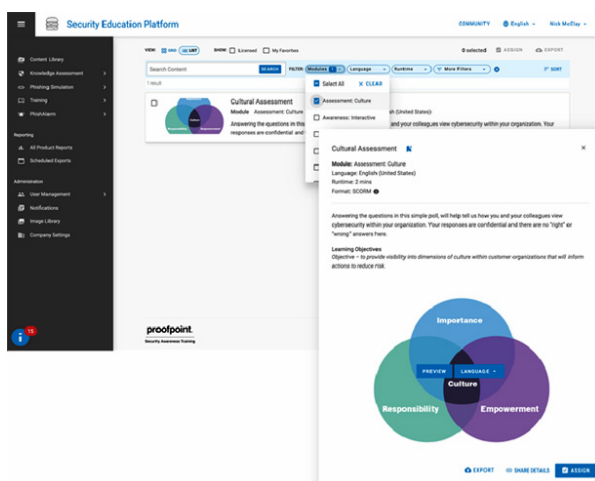 Security Education Platform
COMMUNITY
English
Nick McElay
VIEW: GRID LIST SHOW: Licensed My Favorites
0 selected ASSIGN EXPORT
Search Content SEARCH FILTER: Modules 1 Language Runtime More Filters SORT
1 result
Content Library
Knowledge Assessment
Phishing Simulation
Training
PhishAlarm
Reporting
All Product Reports
Scheduled Exports
Administration
User Management
Notifications
Image Library
Company Settings
15
Select All X CLEAR
Assessment: Culture
Awareness: Interactive
Importance
Responsibility
Culture
Empowerment
Cultural Assessment
Module Assessment: Culture
sh (United States)
Answering the questions in this
and your colleagues view cybersecurity within your organization. Your
responses are confidential and
proofpoint.
Security Awareness Training
Cultural Assessment
Module: Assessment: Culture
Language: English (United States)
Runtime: 2 mins
Format: SCORM
Answering the questions in this simple poll, will help tell us how you and your colleagues view
cybersecurity within your organization. Your responses are confidential and there are no "right" or
"wrong" answers here.
Learning Objectives
Objective – to provide visibility into dimensions of culture within customer organizations that will inform
actions to reduce risk.
Importance
PREVIEW LANGUAGE
Culture
Responsibility
Empowerment
EXPORT SHARE DETAILS ASSIGN